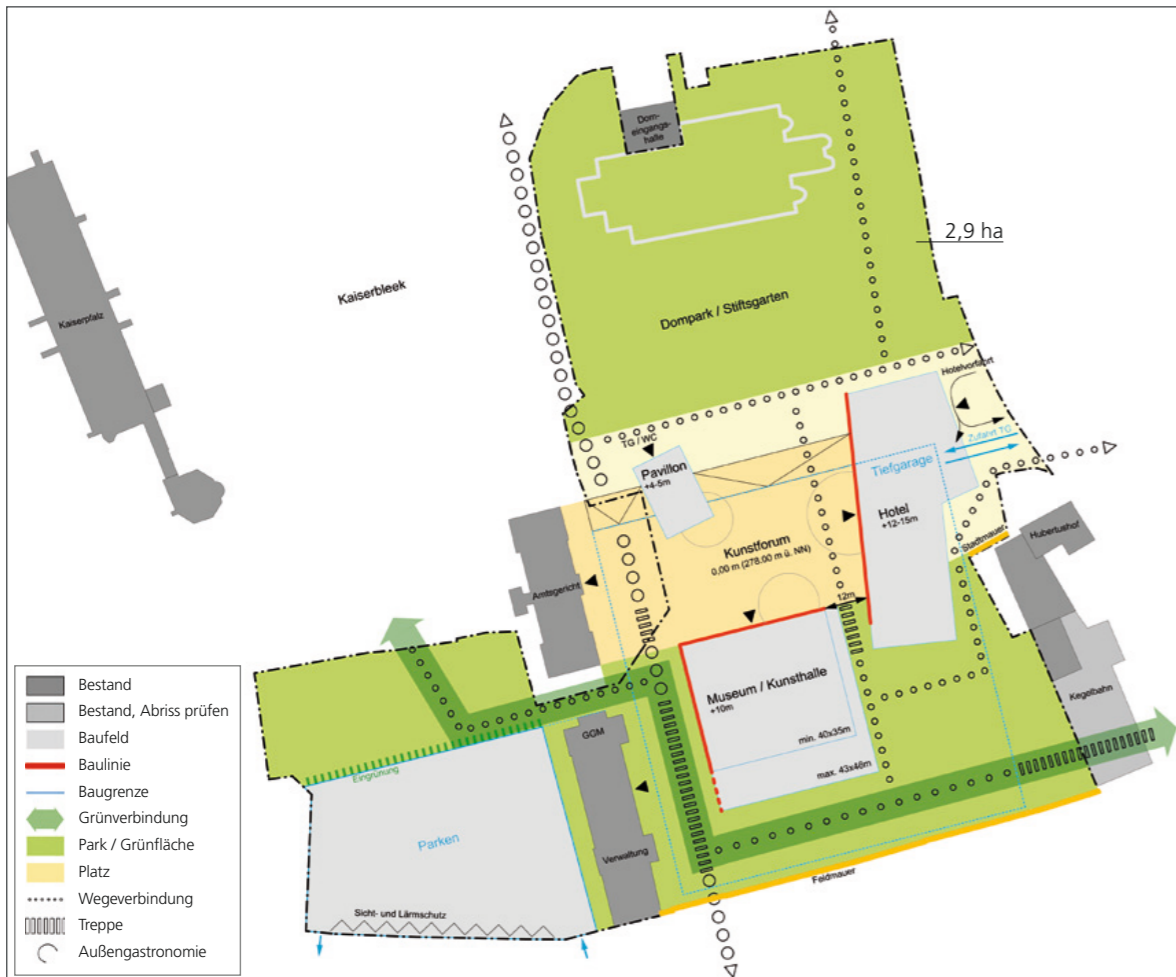 Dom-
eingangs-
halle
2,9 ha
Kaiserbleek
Kaiserpfalz
Dompark / Stiftsgarten
Hotelvorfahrt
TG / WC
Zufahrt TG
Pavillon
+4-5m
Tiefgarage
Hotel
+12-15m
Kunstforum
0,00 m (278.00 m ü. NN)
Stadtmauer
Hubertushof
Amtsgericht
12m
Museum / Kunsthalle
+10m
Kegelbahn
min. 40x35m
max. 43x46m
GGM
Eingrünung
Parken
Verwaltung
Feldmauer
Sicht- und Lärmschutz
Bestand
Bestand, Abriss prüfen
Baufeld
Baulinie
Baugrenze
Grünverbindung
Park / Grünfläche
Platz
Wegeverbindung
Treppe
Außengastronomie